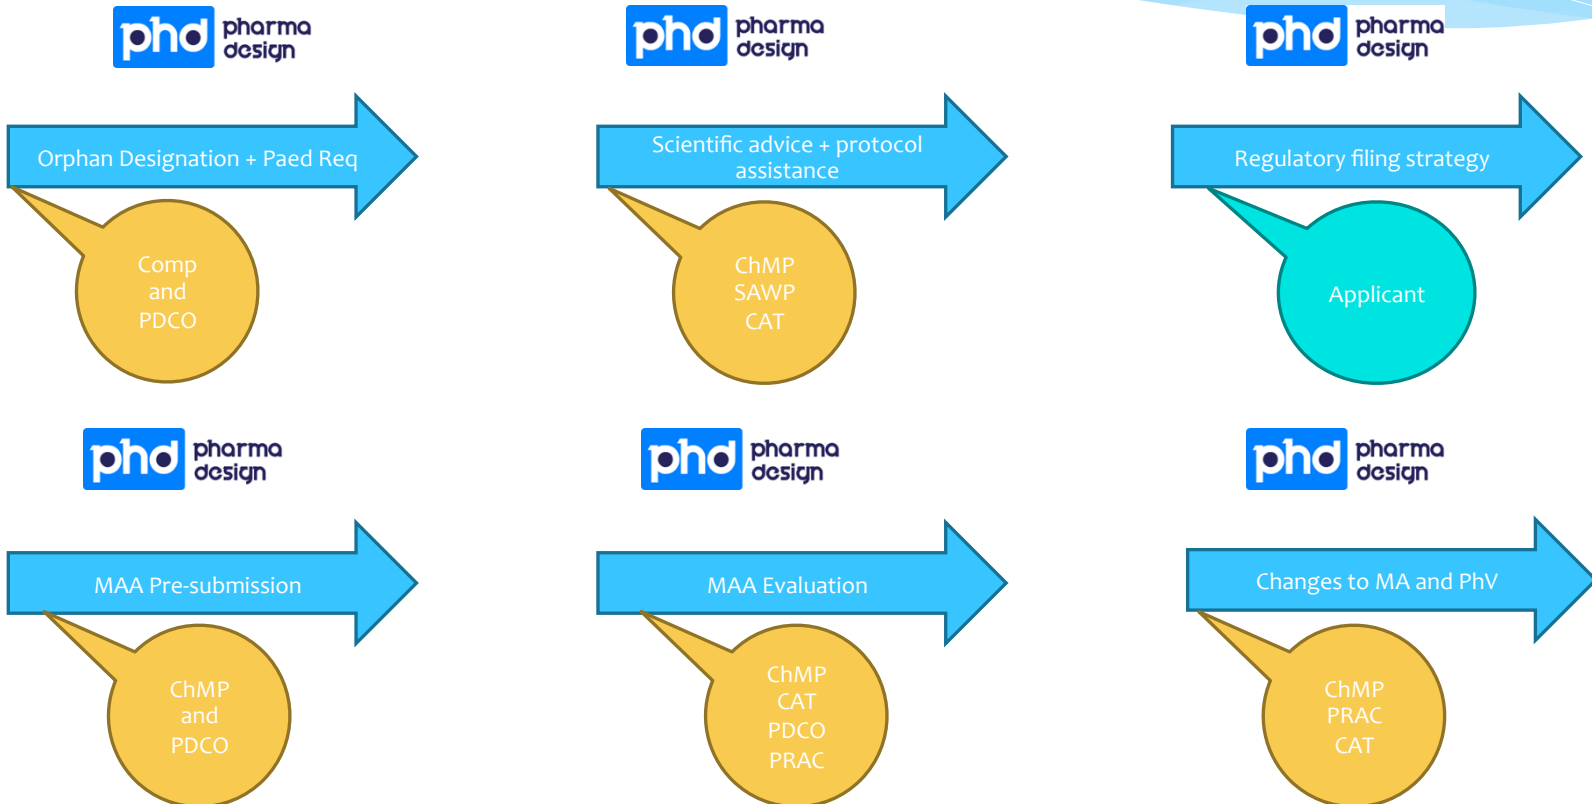 phd pharma
design
phd pharma
design
phd pharma
design
Orphan Designation + Paed Req
Scientific advice + protocol
assistance
Regulatory filing strategy
Comp
and
PDCO
ChMP
SAWP
CAT
Applicant
phd pharma
design
phd pharma
design
phd pharma
design
MAA Pre-submission
MAA Evaluation
Changes to MA and PhV
ChMP
and
PDCO
ChMP
CAT
PDCO
PRAC
ChMP
PRAC
CAT